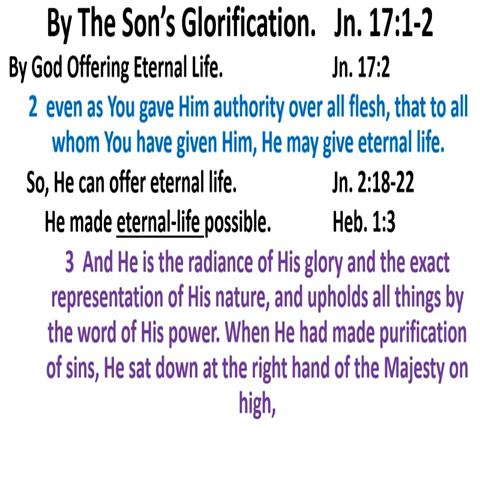 By The Son’s Glorification. Jn. 17:1-2
By God Offering Eternal Life. Jn. 17:2
2 even as You gave Him authority over all flesh, that to all
whom You have given Him, He may give eternal life.
So, He can offer eternal life. Jn. 2:18-22
He made eternal-life possible. Heb. 1:3
3 And He is the radiance of His glory and the exact
representation of His nature, and upholds all things by
the word of His power. When He had made purification
of sins, He sat down at the right hand of the Majesty on
high,